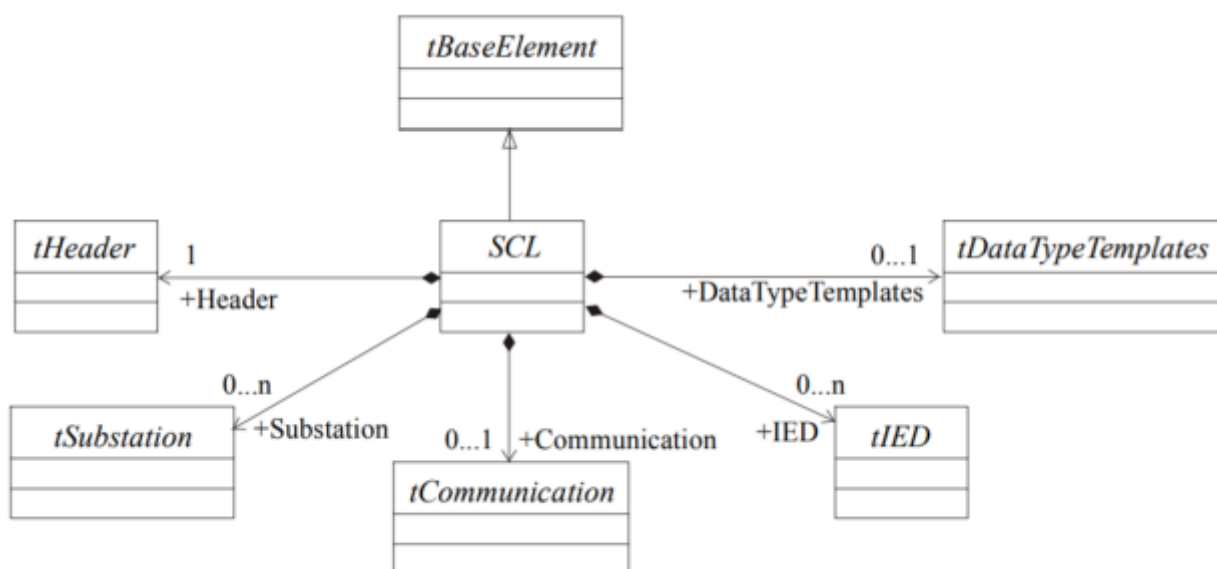 tBaseElement
tHeader
1
+Header
SCL
0...1
+DataTypeTemplates
tDataTypeTemplates
0...n
+Substation
tSubstation
0...1
+Communication
tCommunication
0...n
+IED
tIED